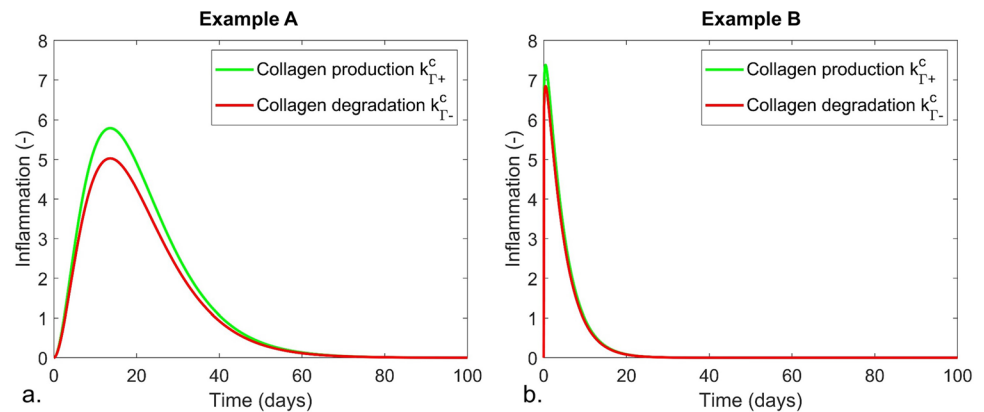 Example A
Collagen production k^c_Γ+
Collagen degradation k^c_Γ-
Inflammation (-)
8
7
6
5
4
3
2
1
0
0 20 40 60 80 100
Time (days)
a.
Example B
Collagen production k^c_Γ+
Collagen degradation k^c_Γ-
Inflammation (-)
8
7
6
5
4
3
2
1
0
0 20 40 60 80 100
Time (days)
b.